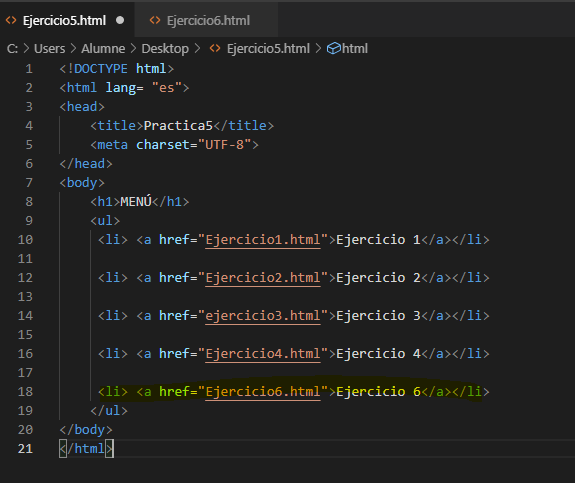 Ejercicio5.html Ejercicio6.html
C: > Users > Alumne > Desktop > Ejercicio5.html > html
1 <!DOCTYPE html>
2 <html lang= "es">
3 <head>
4 <title>Practica5</title>
5 <meta charset="UTF-8">
6 </head>
7 <body>
8 <h1>MENÚ</h1>
9 <ul>
10 <li> <a href="Ejercicio1.html">Ejercicio 1</a></li>
11
12 <li> <a href="Ejercicio2.html">Ejercicio 2</a></li>
13
14 <li> <a href="ejercicio3.html">Ejercicio 3</a></li>
15
16 <li> <a href="Ejercicio4.html">Ejercicio 4</a></li>
17
18 <li> <a href="Ejercicio6.html">Ejercicio 6</a></li>
19 </ul>
20 </body>
21 </html>